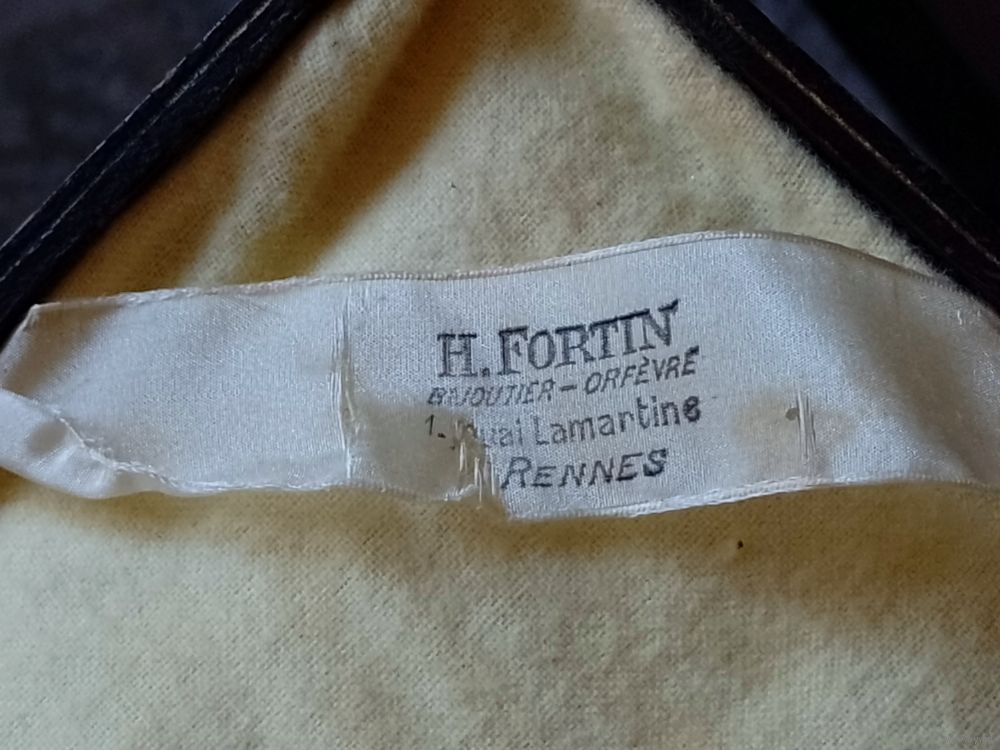 H. FORTIN
BIJOUTIER - ORFÈVRE
1. Quai Lamartine
RENNES